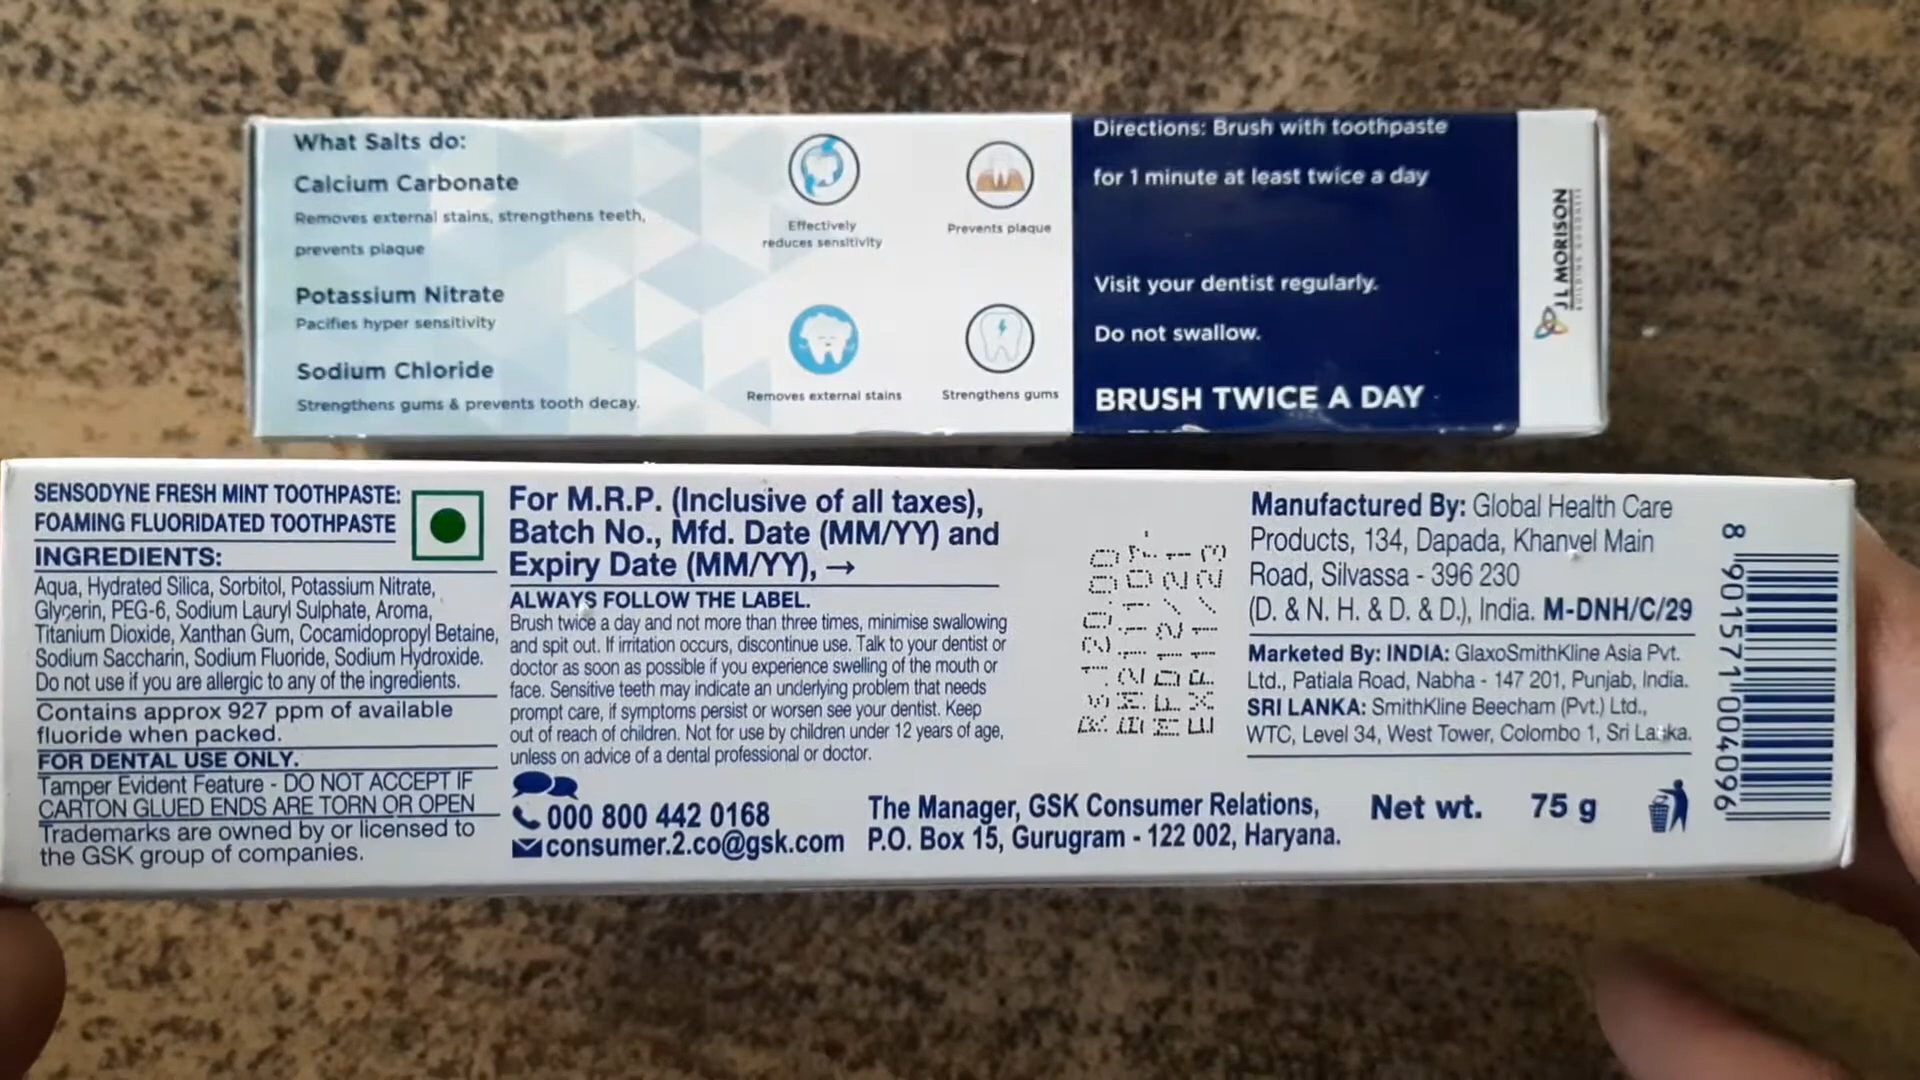 What Salts do:
Calcium Carbonate
Removes external stains, strengthens teeth,
prevents plaque
Potassium Nitrate
Pacifies hyper sensitivity
Sodium Chloride
Strengthens gums & prevents tooth decay.
Effectively
reduces sensitivity
Prevents plaque
Removes external stains
Strengthens gums
Directions: Brush with toothpaste
for 1 minute at least twice a day
Visit your dentist regularly.
Do not swallow.
BRUSH TWICE A DAY
J L MORISON
SENSODYNE FRESH MINT TOOTHPASTE:
FOAMING FLUORIDATED TOOTHPASTE
INGREDIENTS:
Aqua, Hydrated Silica, Sorbitol, Potassium Nitrate,
Glycerin, PEG-6, Sodium Lauryl Sulphate, Aroma,
Titanium Dioxide, Xanthan Gum, Cocamidopropyl Betaine,
Sodium Saccharin, Sodium Fluoride, Sodium Hydroxide.
Do not use if you are allergic to any of the ingredients.
Contains approx 927 ppm of available
fluoride when packed.
FOR DENTAL USE ONLY.
Tamper Evident Feature - DO NOT ACCEPT IF
CARTON GLUED ENDS ARE TORN OR OPEN
Trademarks are owned by or licensed to
the GSK group of companies.
For M.R.P. (Inclusive of all taxes),
Batch No., Mfd. Date (MM/YY) and
Expiry Date (MM/YY), →
ALWAYS FOLLOW THE LABEL.
Brush twice a day and not more than three times, minimise swallowing
and spit out. If irritation occurs, discontinue use. Talk to your dentist or
doctor as soon as possible if you experience swelling of the mouth or
face. Sensitive teeth may indicate an underlying problem that needs
prompt care, if symptoms persist or worsen see your dentist. Keep
out of reach of children. Not for use by children under 12 years of age,
unless on advice of a dental professional or doctor.
000 800 442 0168
consumer.2.co@gsk.com
The Manager, GSK Consumer Relations,
P.O. Box 15, Gurugram - 122 002, Haryana.
Manufactured By: Global Health Care
Products, 134, Dapada, Khanvel Main
Road, Silvassa - 396 230
(D. & N. H. & D. & D.), India. M-DNH/C/29
Marketed By: INDIA: GlaxoSmithKline Asia Pvt.
Ltd., Patiala Road, Nabha - 147 201, Punjab, India.
SRI LANKA: SmithKline Beecham (Pvt.) Ltd.,
WTC, Level 34, West Tower, Colombo 1, Sri Lanka.
Net wt. 75 g
8 901571 004096